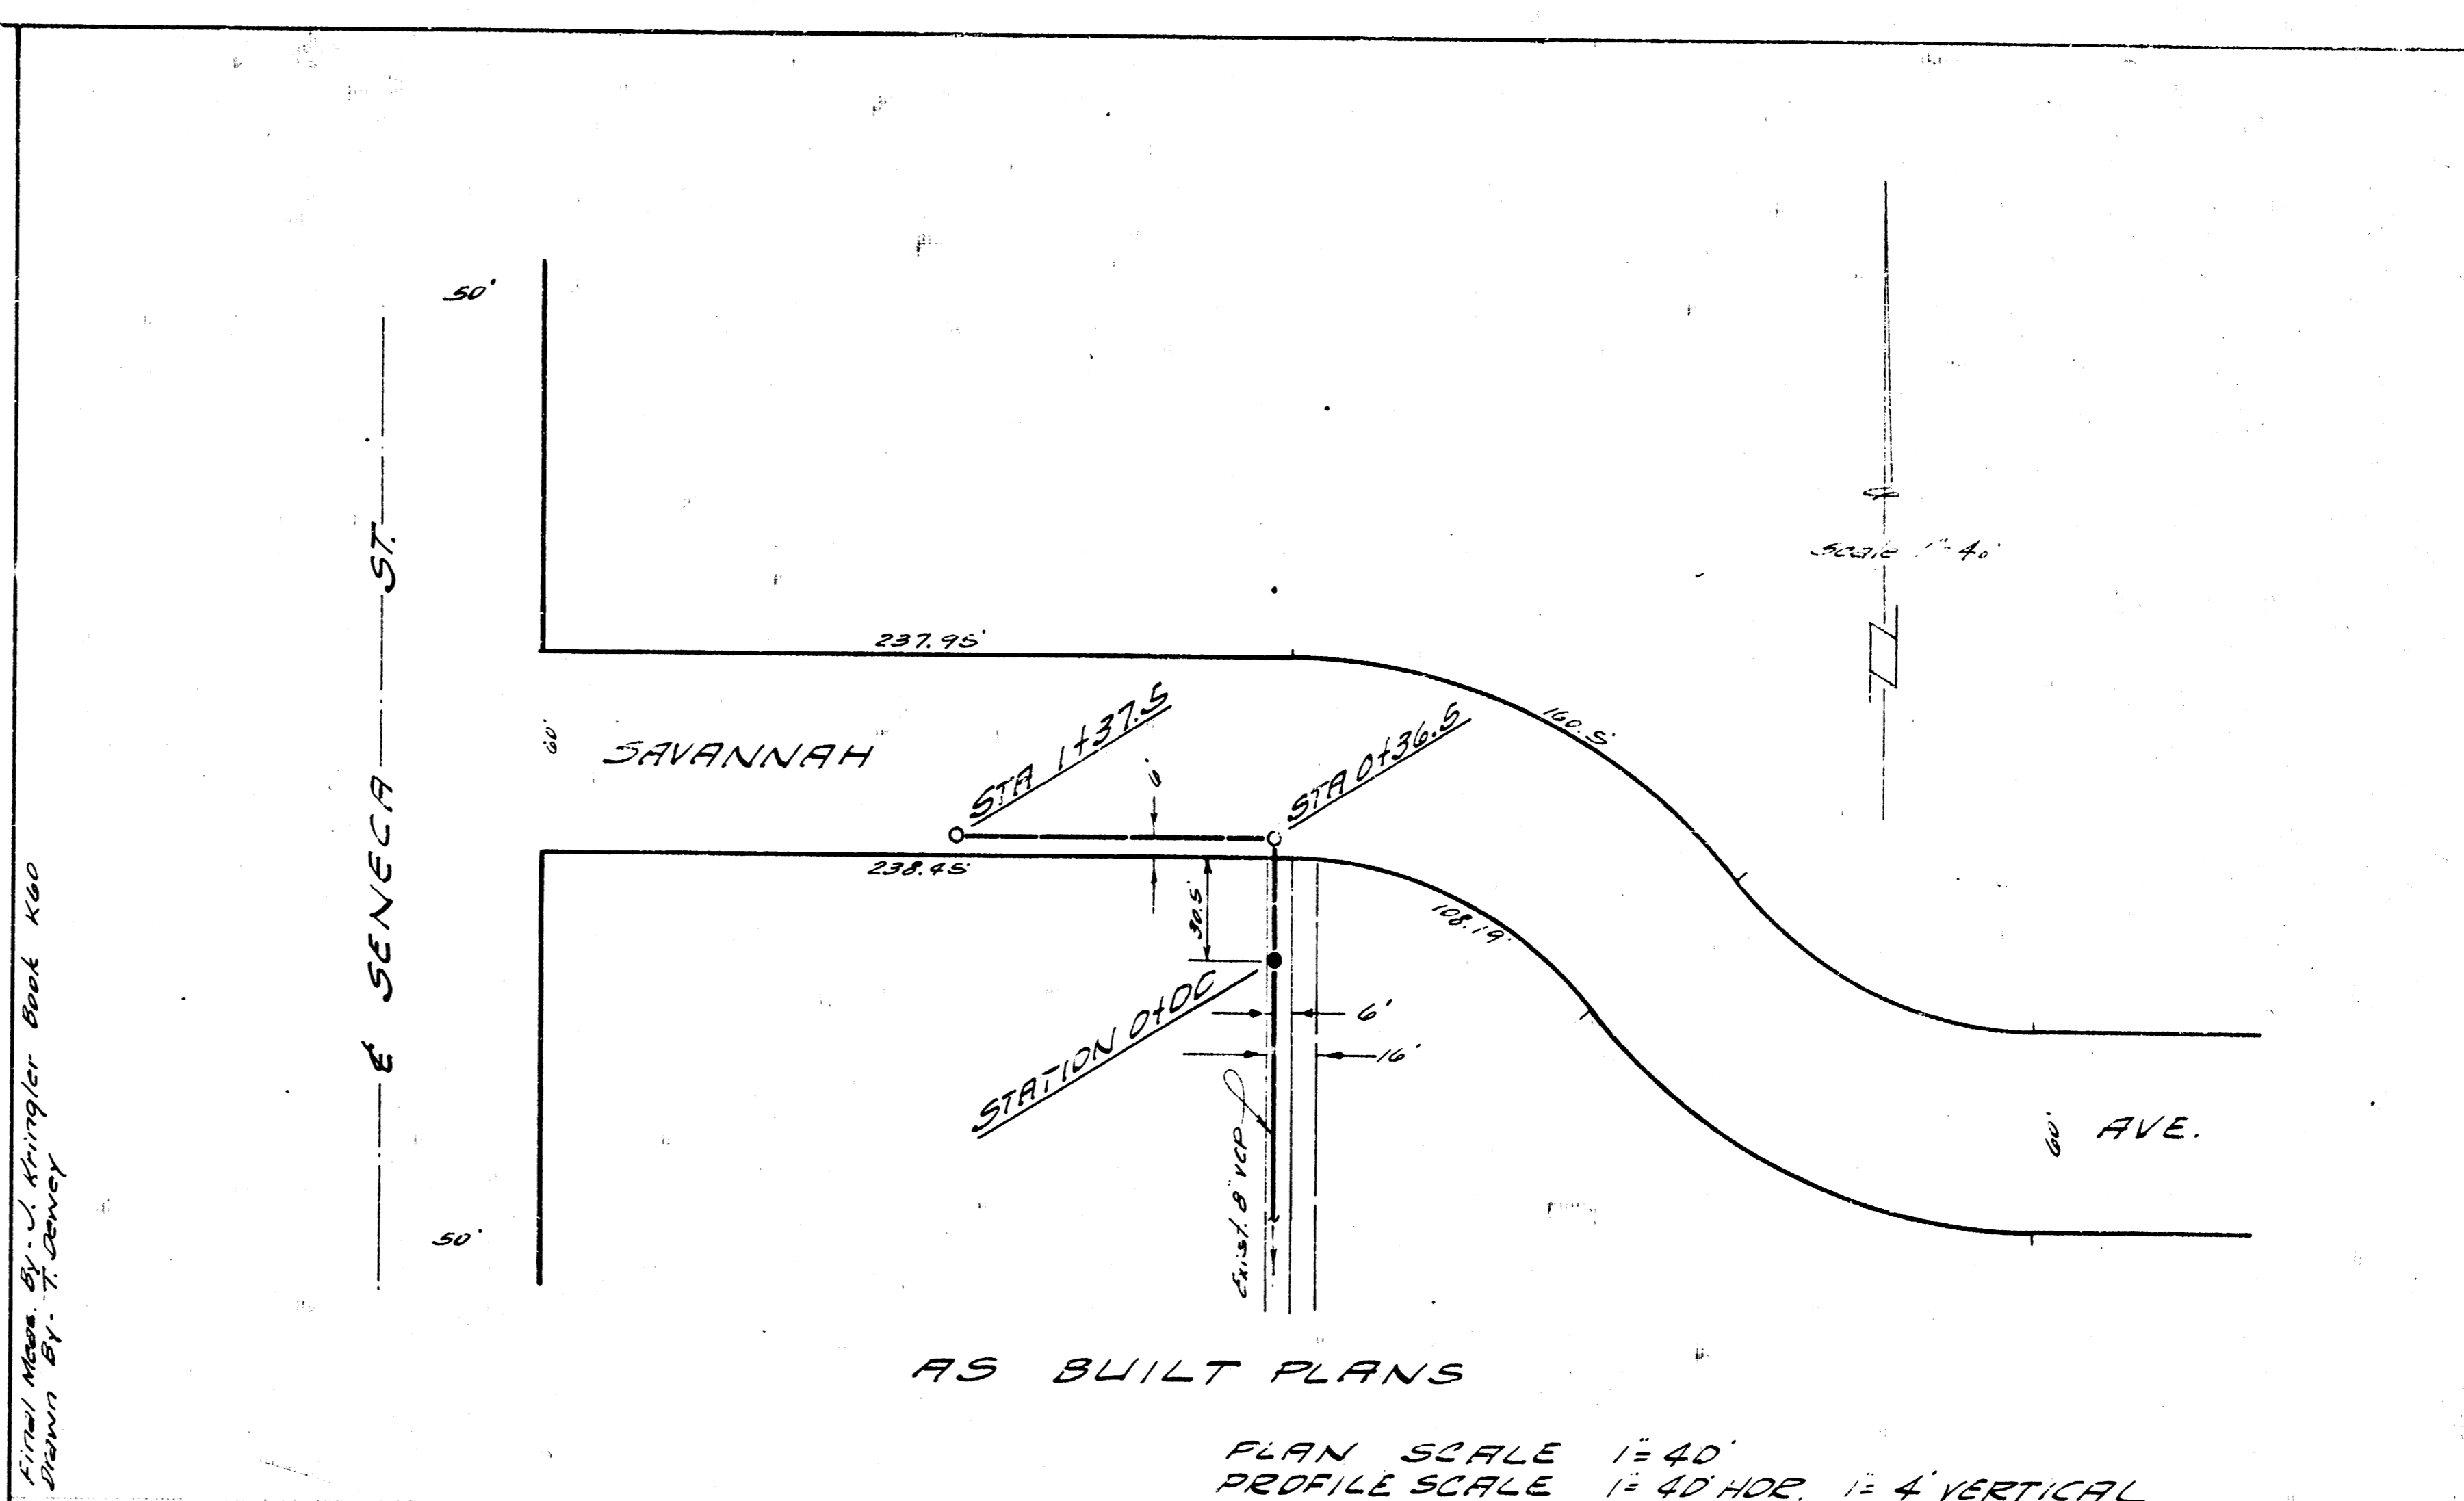 50'
℄ SENECA ST.
Scale 1"=40'
237.95'
160.5'
60'
SAVANNAH
STA 1+37.5
6'
STA 0+36.5
238.45'
30.5'
108.19'
STATION 0+00
6'
16'
Exist. 8" VCP
60'
AVE.
50'
Final Meas. By- J. Kringler Book K60
Drawn By- T. Dewey
AS BUILT PLANS
PLAN SCALE 1"=40'
PROFILE SCALE 1"=40' HOR. 1"=4' VERTICAL